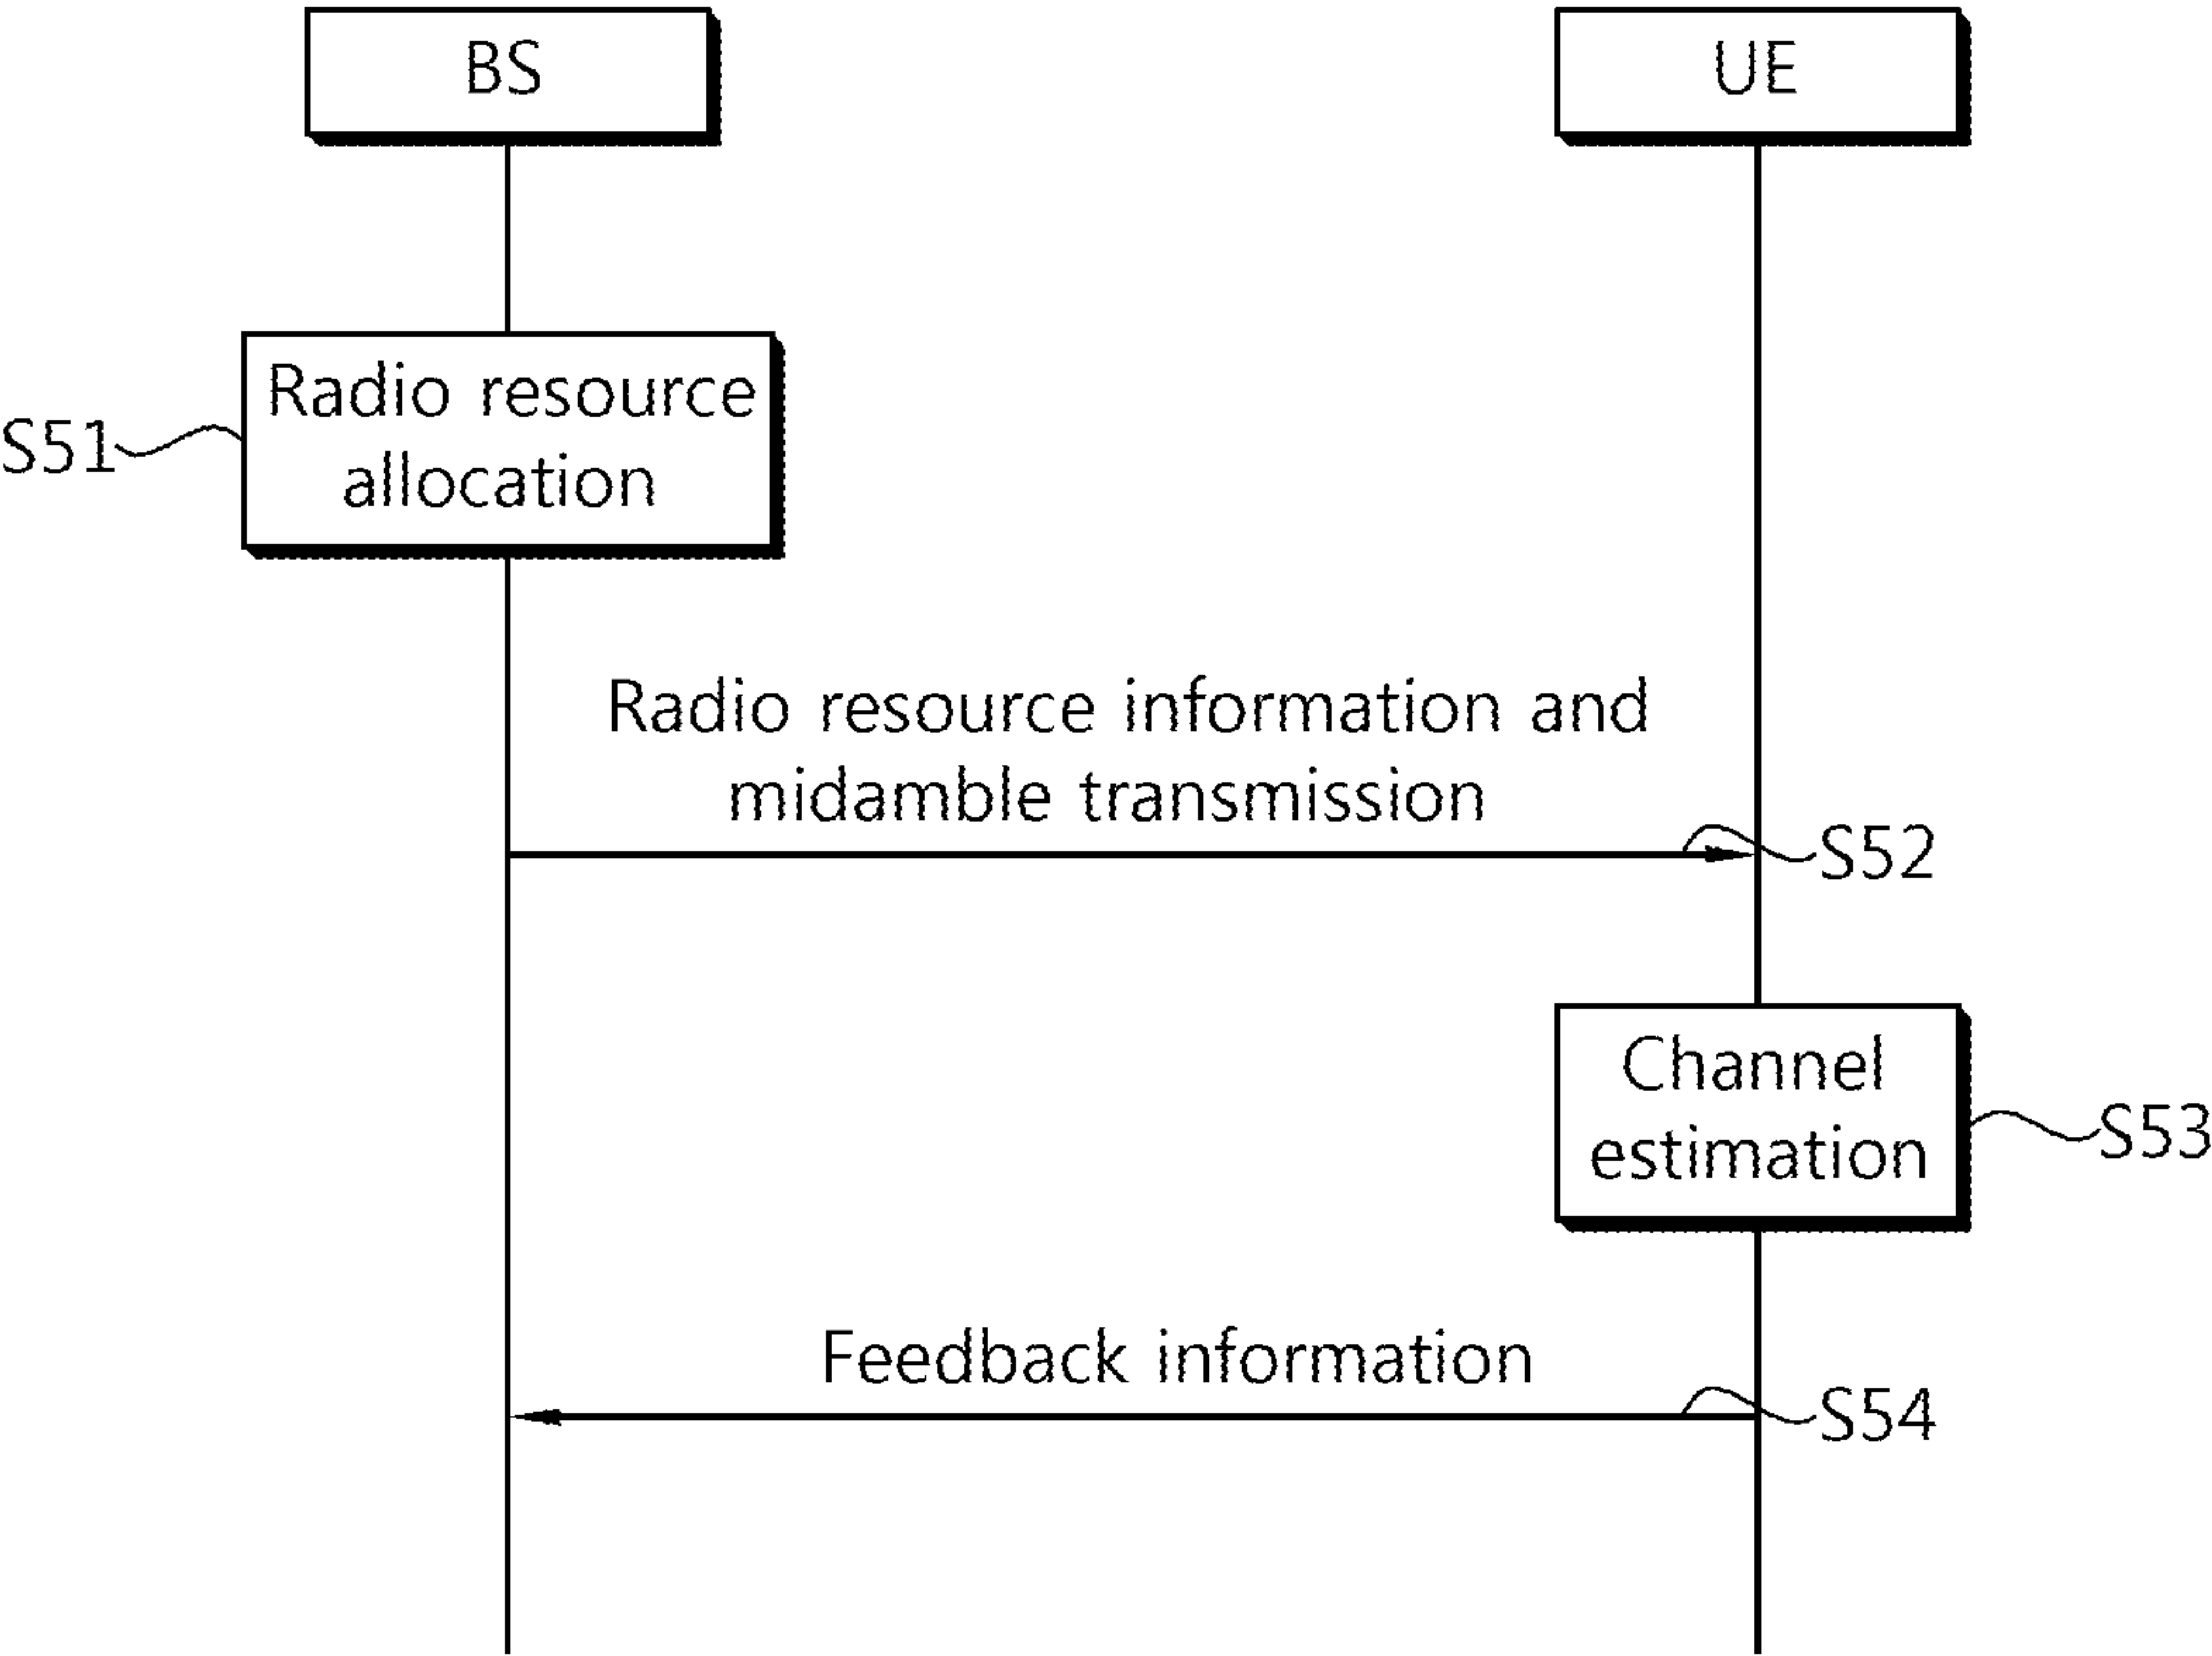 BS
UE
Radio resource
allocation
S51
Radio resource information and
midamble transmission
S52
Channel
estimation
S53
Feedback information
S54